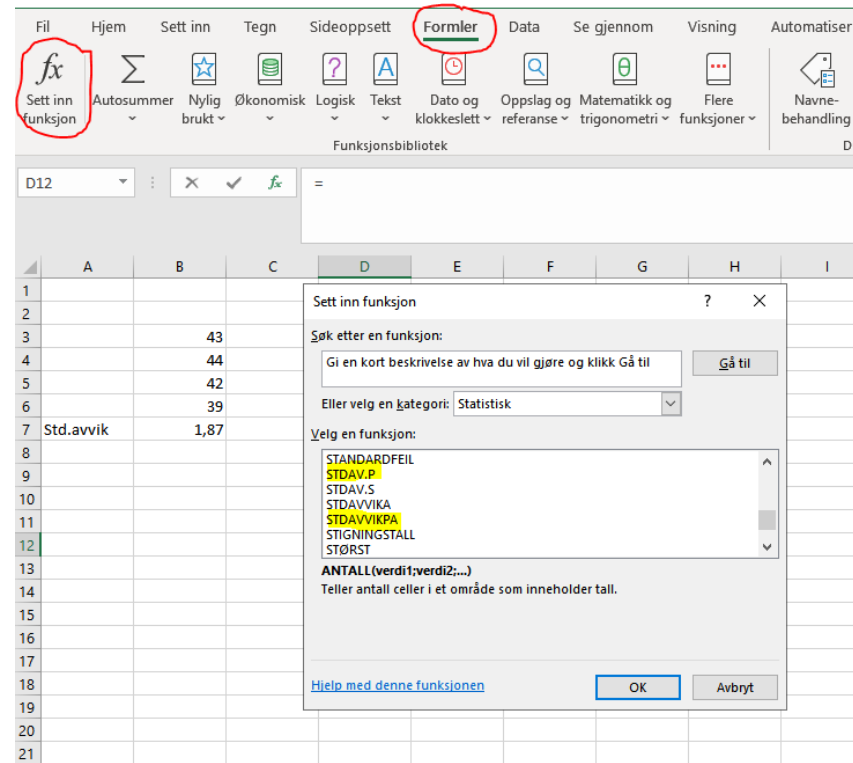 Fil Hjem Sett inn Tegn Sideoppsett Formler Data Se gjennom Visning Automatiser
fx
Sett inn funksjon
Autosummer
Nylig brukt
Økonomisk
Logisk
Tekst
Dato og klokkeslett
Oppslag og referanse
Matematikk og trigonometri
Flere funksjoner
Navne-
behandling
Funksjonsbibliotek
D
D12 fx =
A B C D E F G H I
1
2
3 43
4 44
5 42
6 39
7 Std.avvik 1,87
8
9
10
11
12
13
14
15
16
17
18
19
20
21
Sett inn funksjon ? ×
Søk etter en funksjon:
Gi en kort beskrivelse av hva du vil gjøre og klikk Gå til
Gå til
Eller velg en kategori: Statistisk
Velg en funksjon:
STANDARDFEIL
STDAV.P
STDAV.S
STDAVVIKA
STDAVVIKPA
STIGNINGSTALL
STØRST
ANTALL(verdi1;verdi2;...)
Teller antall celler i et område som inneholder tall.
Hjelp med denne funksjonen
OK
Avbryt